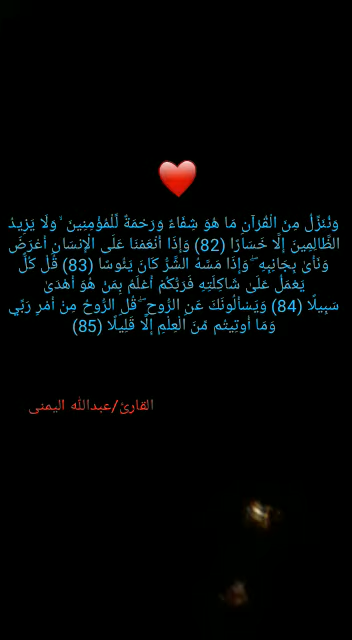 وَنُنَزِّلُ مِنَ الْقُرْآنِ مَا هُوَ شِفَاءٌ وَرَحْمَةٌ لِّلْمُؤْمِنِينَ ۙ وَلَا يَزِيدُ
الظَّالِمِينَ إِلَّا خَسَارًا (82) وَإِذَا أَنْعَمْنَا عَلَى الْإِنسَانِ أَعْرَضَ
وَنَأَىٰ بِجَانِبِهِ ۖ وَإِذَا مَسَّهُ الشَّرُّ كَانَ يَئُوسًا (83) قُلْ كُلٌّ
يَعْمَلُ عَلَىٰ شَاكِلَتِهِ فَرَبُّكُمْ أَعْلَمُ بِمَنْ هُوَ أَهْدَىٰ
سَبِيلًا (84) وَيَسْأَلُونَكَ عَنِ الرُّوحِ ۖ قُلِ الرُّوحُ مِنْ أَمْرِ رَبِّي
وَمَا أُوتِيتُم مِّنَ الْعِلْمِ إِلَّا قَلِيلًا (85)
القارئ/عبدالله اليمنى